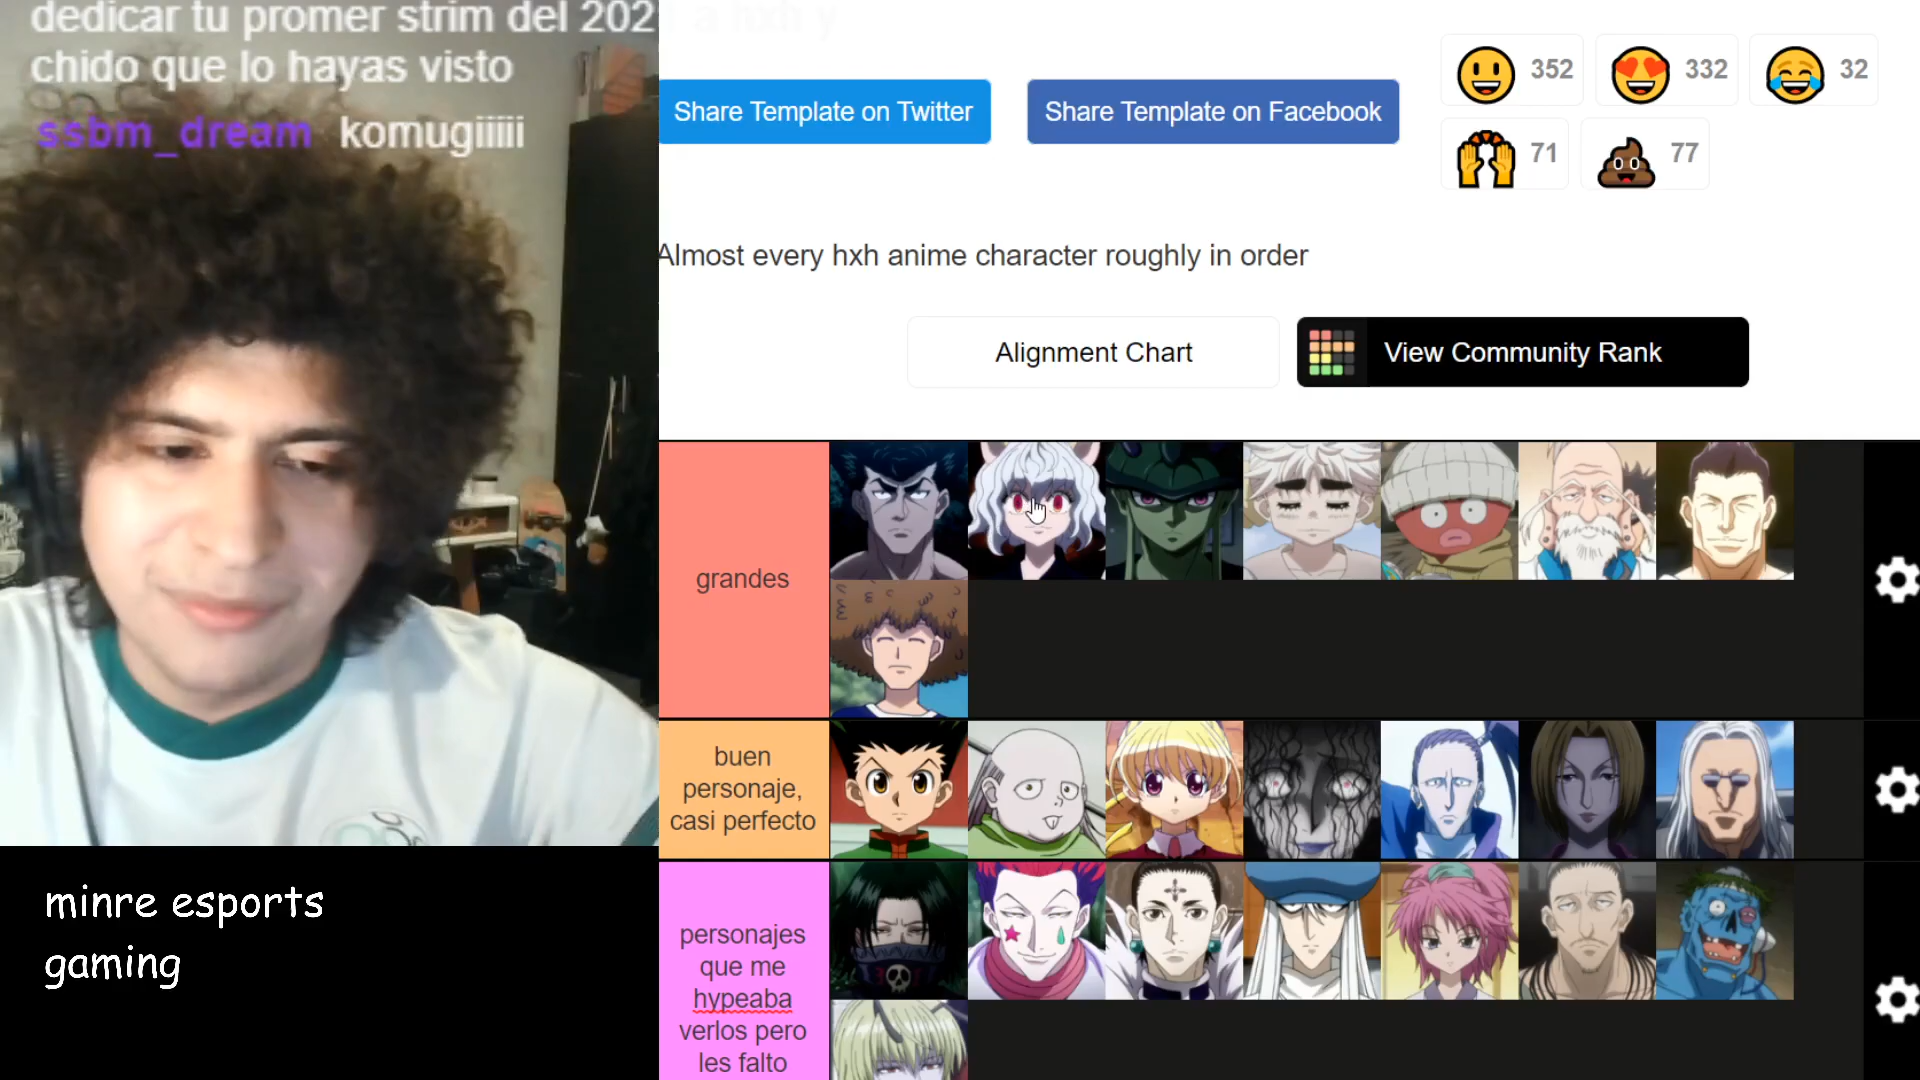 dedicar tu promer strim del 202 a hxh y
chido que lo hayas visto
ssbm_dream komugiiiii
Share Template on Twitter
Share Template on Facebook
352
332
32
71
77
Almost every hxh anime character roughly in order
Alignment Chart
View Community Rank
grandes
buen
personaje,
casi perfecto
personajes
que me
hypeaba
verlos pero
les falto
minre esports
gaming